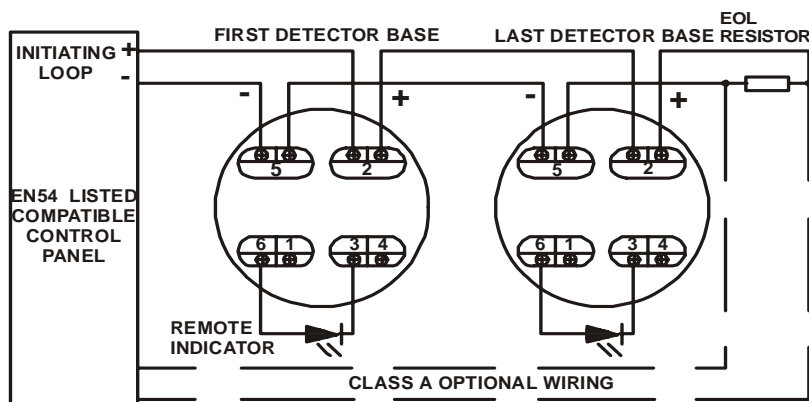 INITIATING
LOOP
+
-
FIRST DETECTOR BASE
LAST DETECTOR BASE
EOL
RESISTOR
-
+
-
+
5
2
5
2
EN54 LISTED
COMPATIBLE
CONTROL
PANEL
6 1
3 4
6 1
3 4
REMOTE
INDICATOR
CLASS A OPTIONAL WIRING